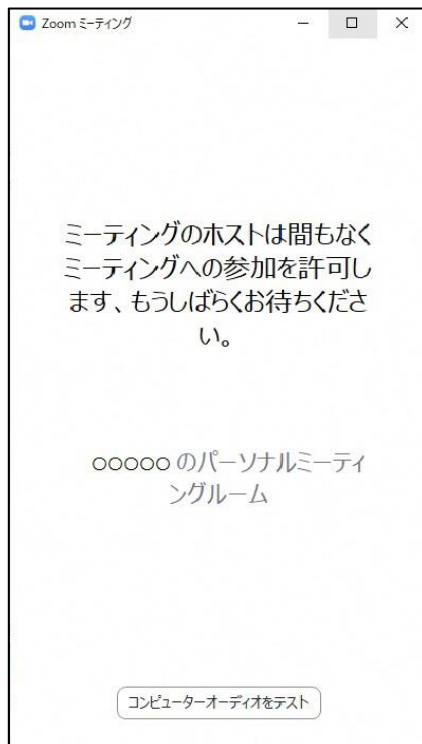 Zoom ミーティング
ミーティングのホストは間もなく
ミーティングへの参加を許可し
ます、もうしばらくお待ちくださ
い。
○○○○○ のパーソナルミーティ
ングルーム
コンピューターオーディオをテスト